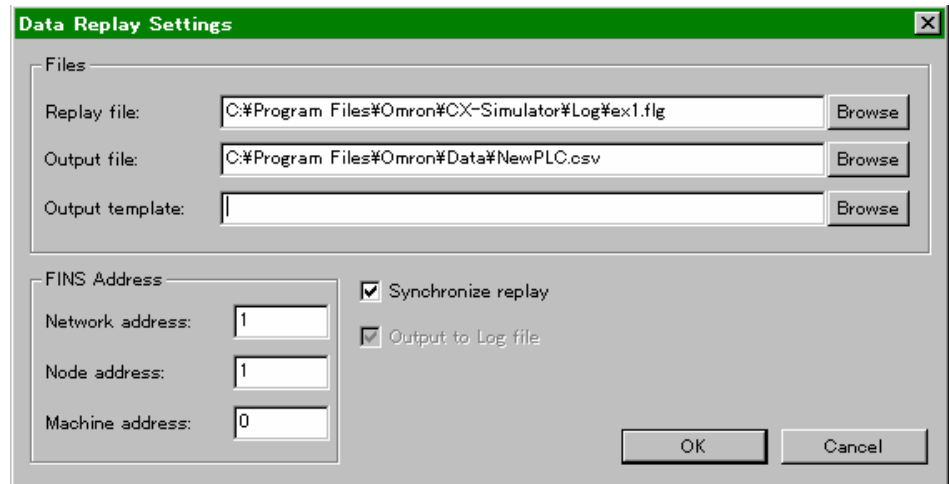 Data Replay Settings
Files
Replay file: C:¥Program Files¥Omron¥CX-Simulator¥Log¥ex1.flg Browse
Output file: C:¥Program Files¥Omron¥Data¥NewPLC.csv Browse
Output template: Browse
FINS Address
Network address: 1
Node address: 1
Machine address: 0
Synchronize replay
Output to Log file
OK Cancel